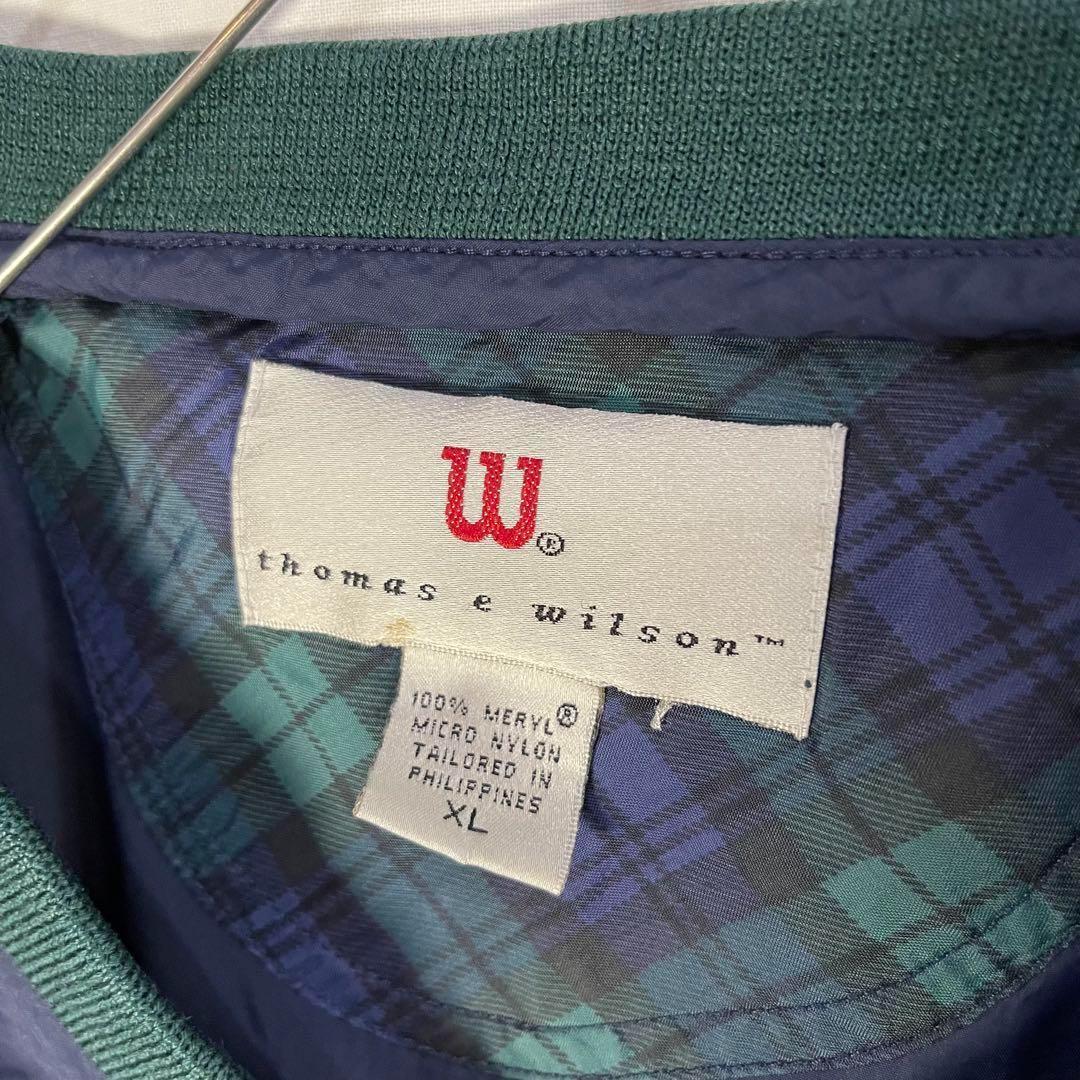 W®
thomas e wilson™
100% MERYL®
MICRO NYLON
TAILORED IN
PHILIPPINES
XL